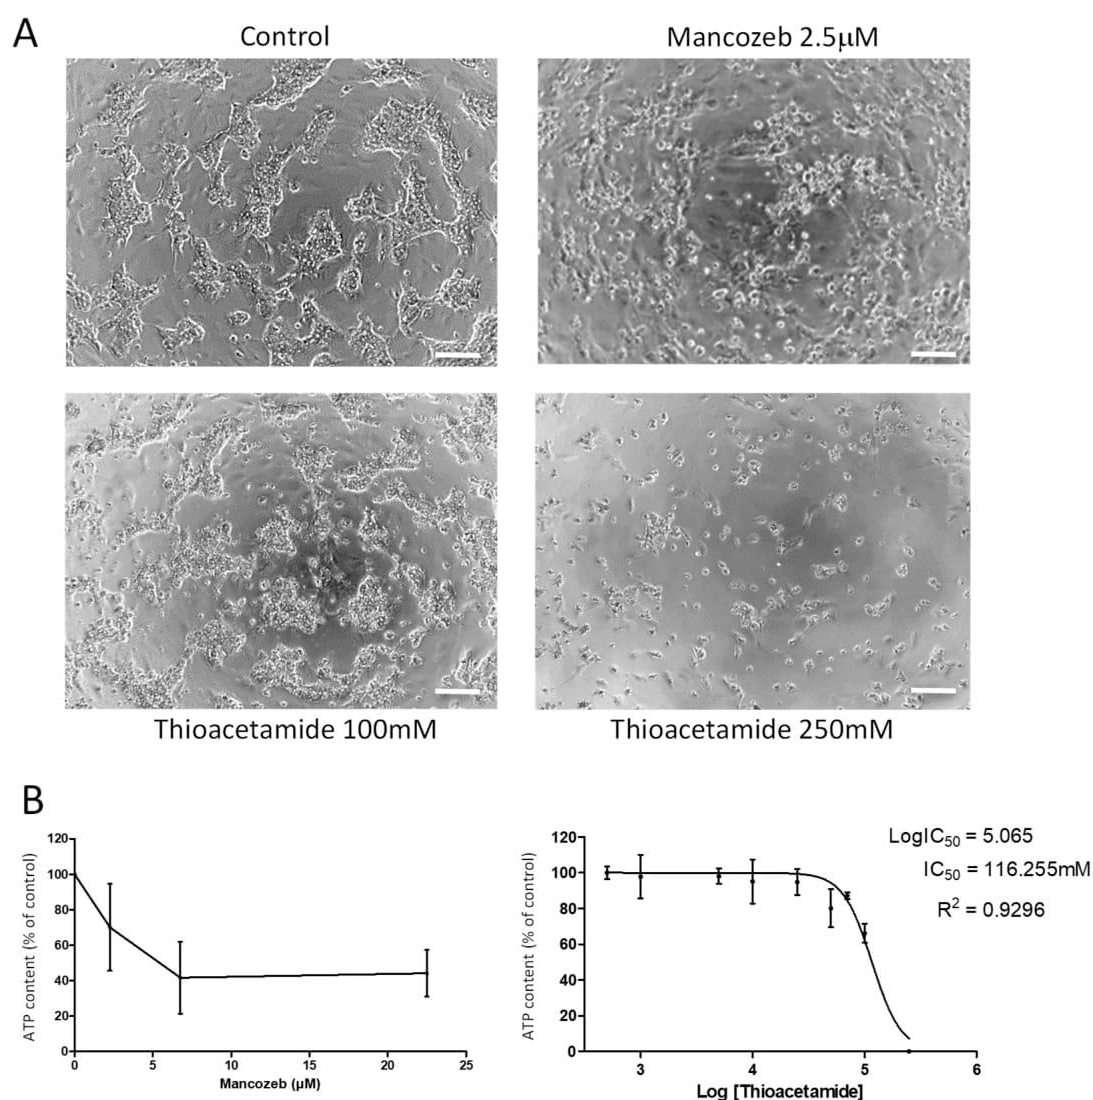 A
Control
Mancozeb 2.5μM
Thioacetamide 100mM
Thioacetamide 250mM
B
120
100
80
60
40
20
0
ATP content (% of control)
0 5 10 15 20 25
Mancozeb (μM)
120
100
80
60
40
20
0
ATP content (% of control)
3 4 5 6
Log [Thioacetamide]
LogIC50 = 5.065
IC50 = 116.255mM
R2 = 0.9296